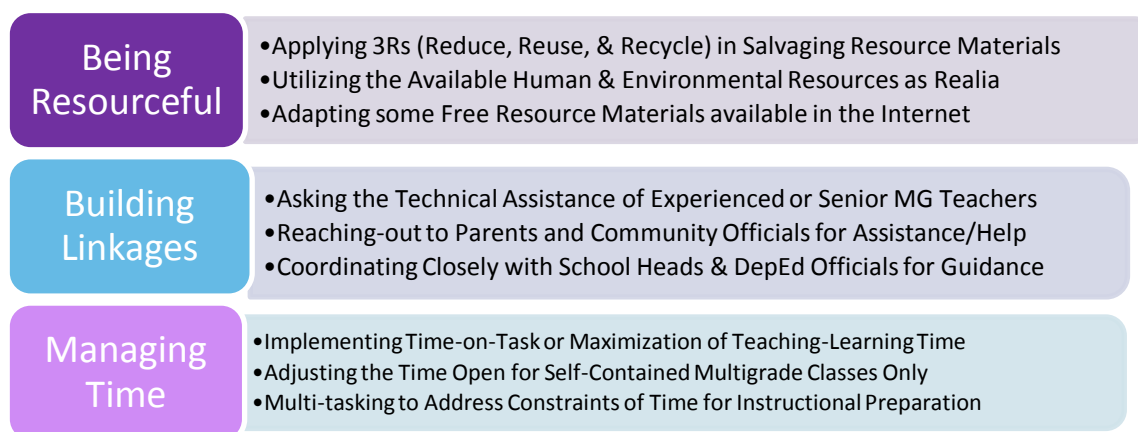 Being
Resourceful
•Applying 3Rs (Reduce, Reuse, & Recycle) in Salvaging Resource Materials
•Utilizing the Available Human & Environmental Resources as Realia
•Adapting some Free Resource Materials available in the Internet
Building
Linkages
•Asking the Technical Assistance of Experienced or Senior MG Teachers
•Reaching-out to Parents and Community Officials for Assistance/Help
•Coordinating Closely with School Heads & DepEd Officials for Guidance
Managing
Time
•Implementing Time-on-Task or Maximization of Teaching-Learning Time
•Adjusting the Time Open for Self-Contained Multigrade Classes Only
•Multi-tasking to Address Constraints of Time for Instructional Preparation